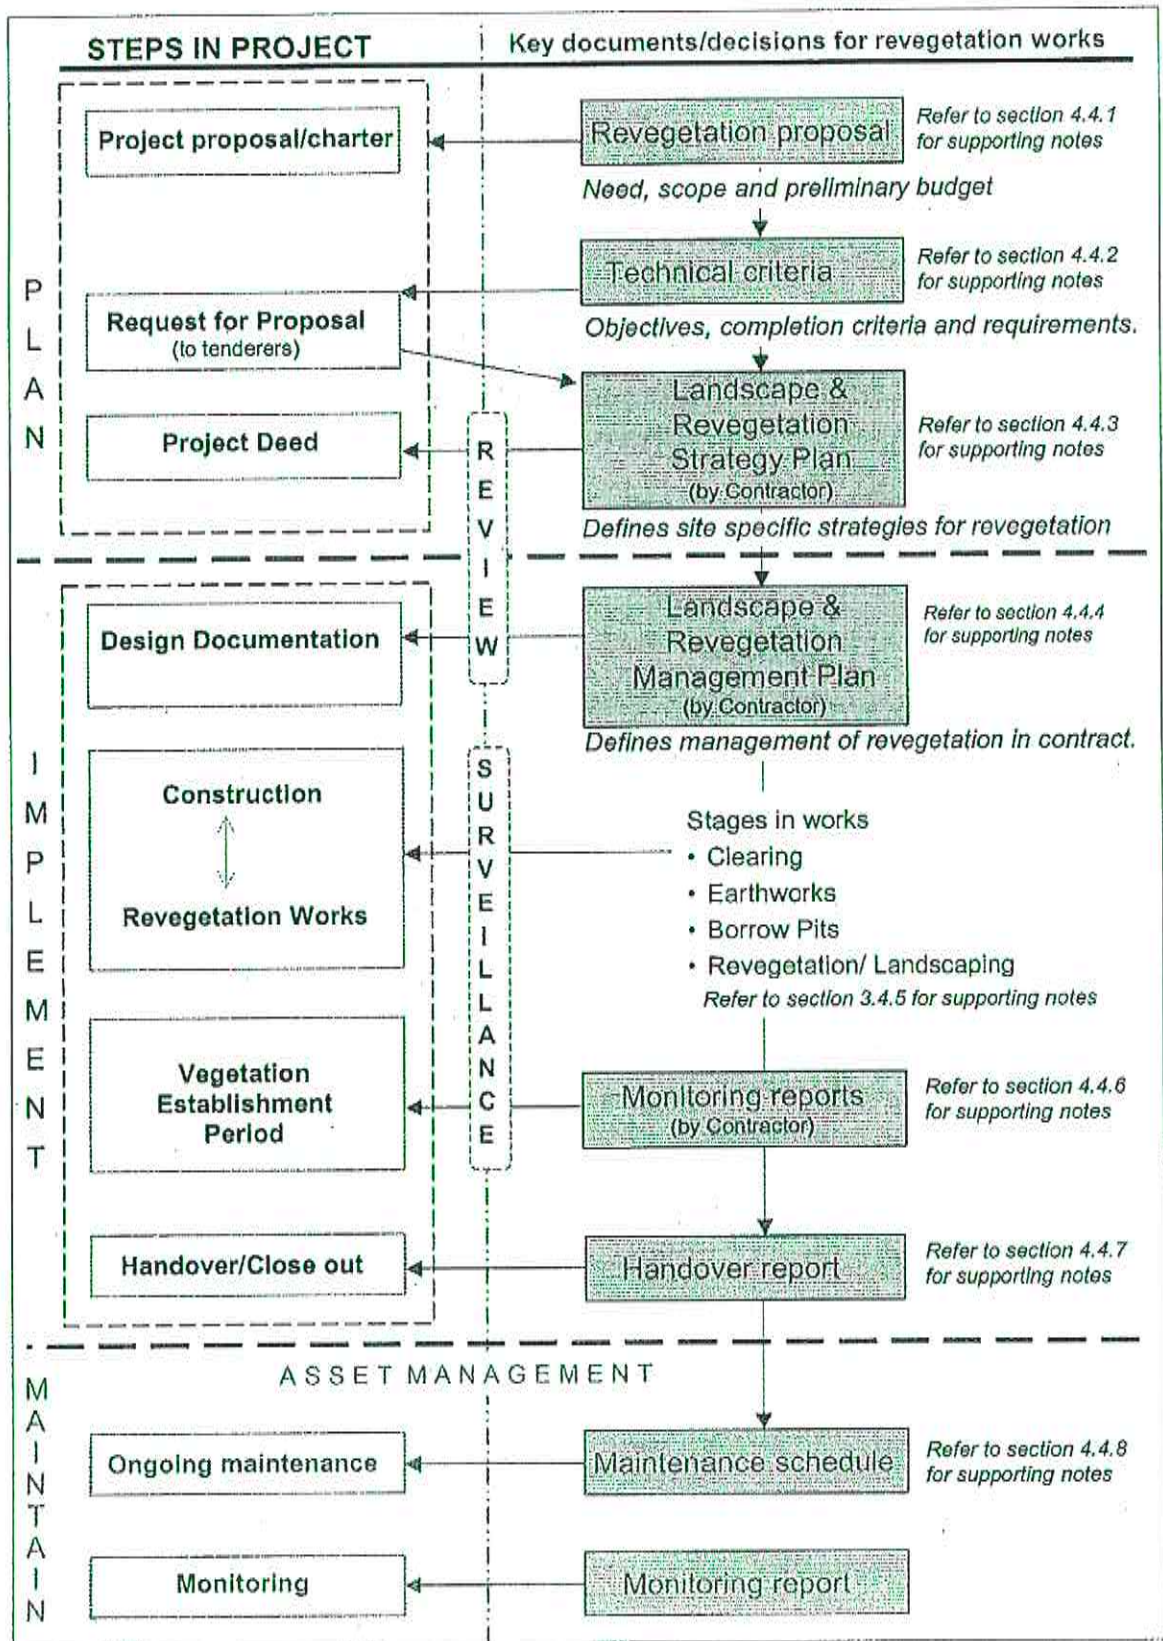 STEPS IN PROJECT
Key documents/decisions for revegetation works
PLAN
Project proposal/charter
Revegetation proposal
Refer to section 4.4.1
for supporting notes
Need, scope and preliminary budget
Technical criteria
Refer to section 4.4.2
for supporting notes
Request for Proposal
(to tenderers)
Objectives, completion criteria and requirements.
Landscape &
Revegetation
Strategy Plan
(by Contractor)
Refer to section 4.4.3
for supporting notes
Project Deed
REVIEW
Defines site specific strategies for revegetation
IMPLEMENT
Design Documentation
Landscape &
Revegetation
Management Plan
(by Contractor)
Refer to section 4.4.4
for supporting notes
Defines management of revegetation in contract.
SURVEILLANCE
Construction
Revegetation Works
Stages in works
• Clearing
• Earthworks
• Borrow Pits
• Revegetation/ Landscaping
Refer to section 3.4.5 for supporting notes
Vegetation
Establishment
Period
Monitoring reports
(by Contractor)
Refer to section 4.4.6
for supporting notes
Handover/Close out
Handover report
Refer to section 4.4.7
for supporting notes
ASSET MANAGEMENT
MAINTAIN
Ongoing maintenance
Maintenance schedule
Refer to section 4.4.8
for supporting notes
Monitoring
Monitoring report